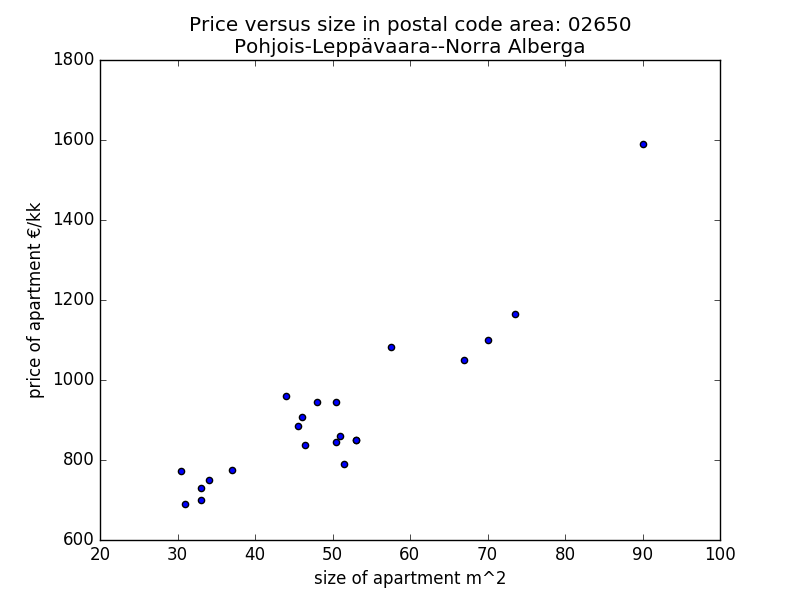 Price versus size in postal code area: 02650
Pohjois-Leppävaara--Norra Alberga
1800
1600
1400
1200
1000
800
600
price of apartment €/kk
20 30 40 50 60 70 80 90 100
size of apartment m^2